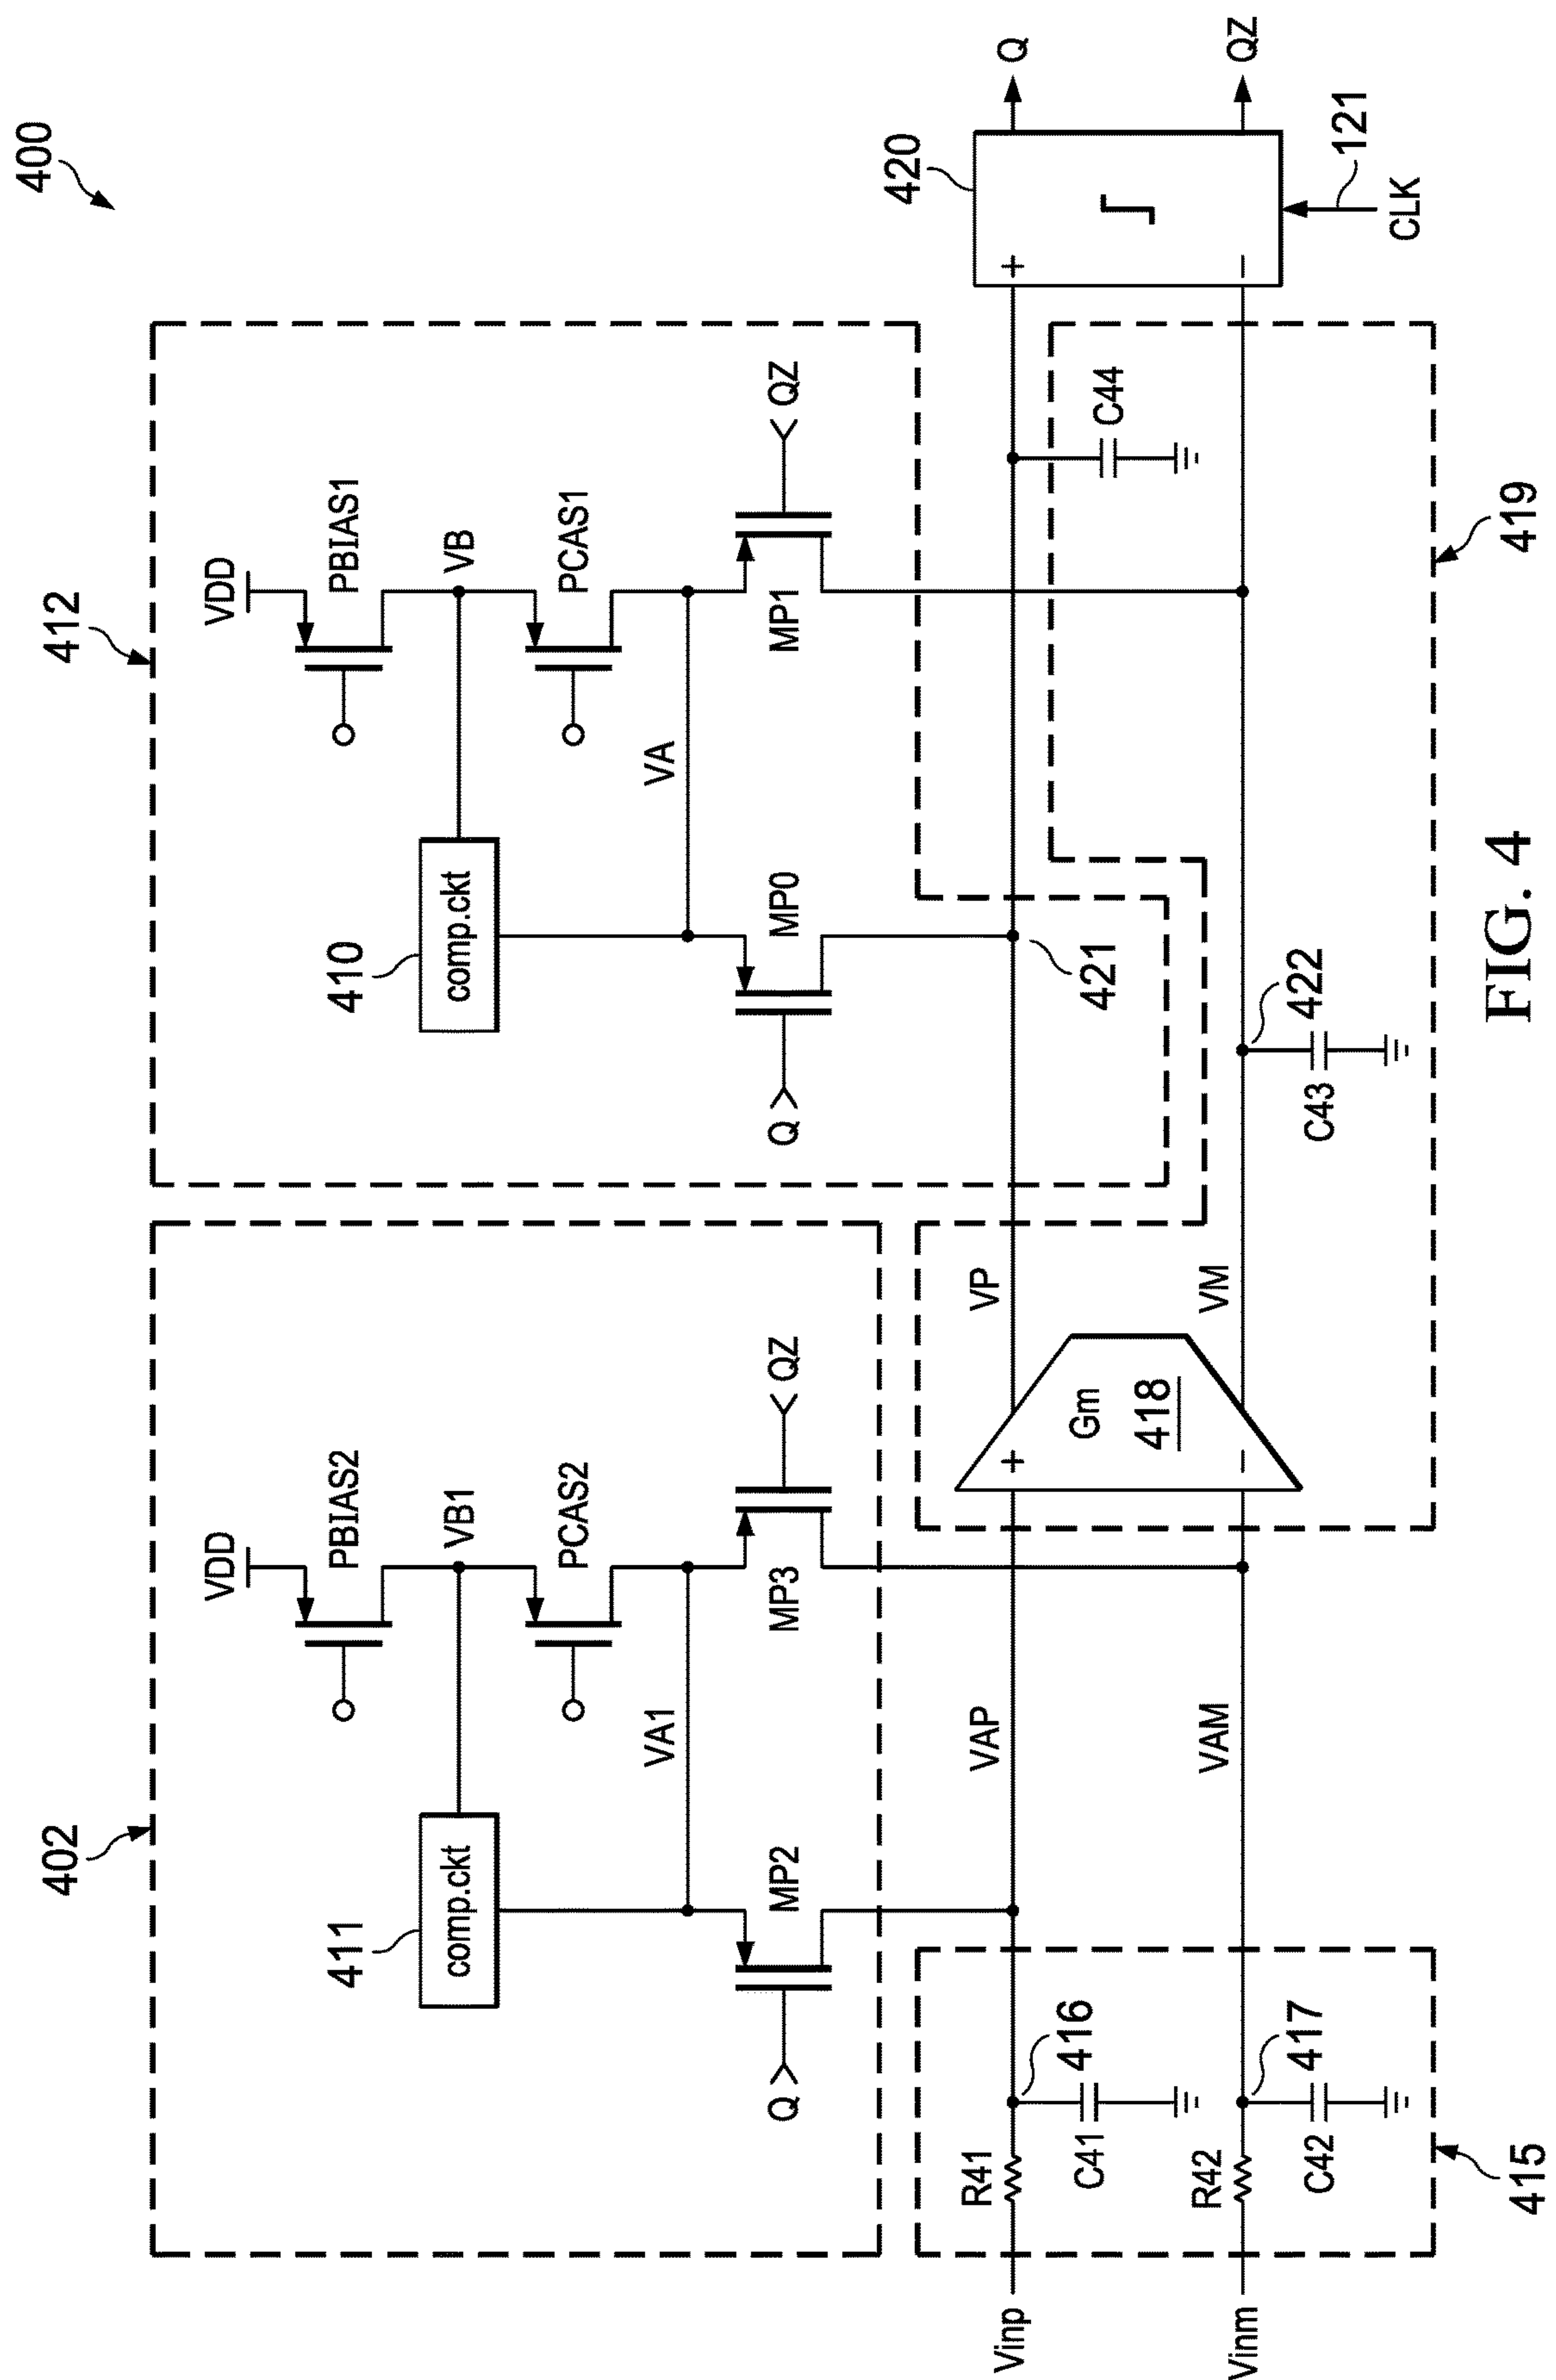 400
402
412
VDD
PBIAS2
VB1
411
comp.ckt
PCAS2
VA1
Q
MP2
MP3
QZ
VDD
PBIAS1
VB
410
comp.ckt
PCAS1
VA
Q
MP0
MP1
QZ
Vinp
R41
416
C41
VAP
+
Gm
418
VP
421
C44
+
420
Q
Vinm
R42
417
C42
VAM
−
VM
422
C43
−
QZ
CLK
121
415
419
FIG. 4